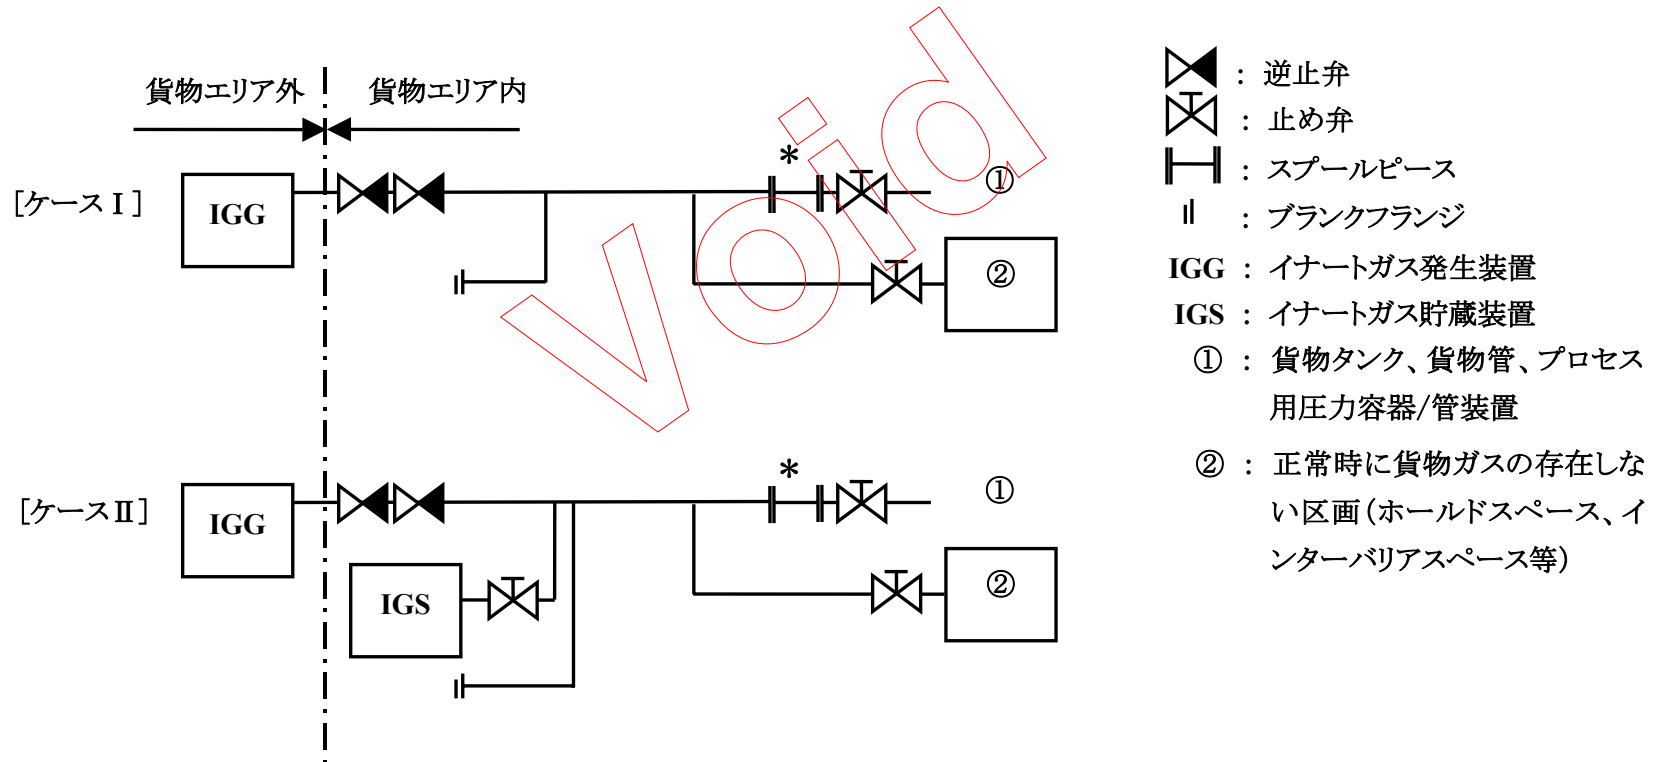 貨物エリア外 貨物エリア内
[ケースⅠ]
IGG
*
①
②
[ケースⅡ]
IGG
IGS
*
①
②
: 逆止弁
: 止め弁
: スプールピース
: ブランクフランジ
IGG : イナートガス発生装置
IGS : イナートガス貯蔵装置
① : 貨物タンク、貨物管、プロセス
用圧力容器/管装置
② : 正常時に貨物ガスの存在しな
い区画(ホールドスペース、イ
ンターバリアスペース等)
Void